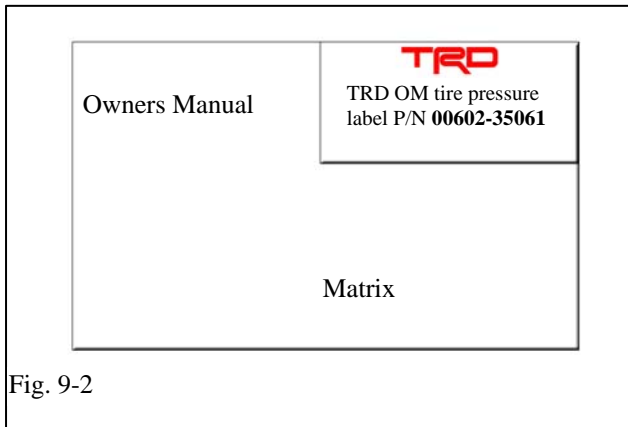 TRD
Owners Manual
TRD OM tire pressure
label P/N 00602-35061
Matrix
Fig. 9-2